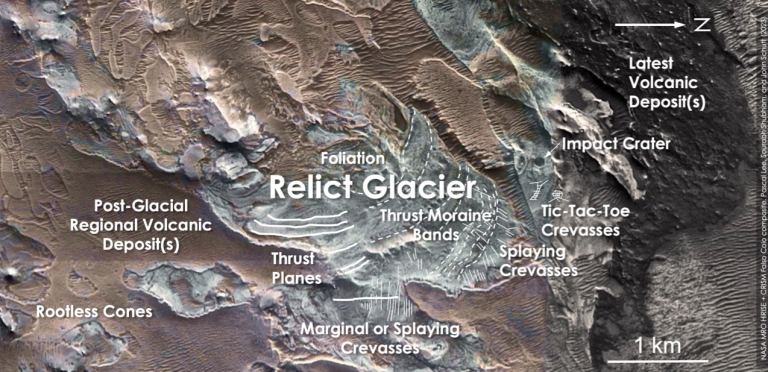 N
Latest
Volcanic
Deposit(s)
Impact Crater
Foliation
Relict Glacier
Post-Glacial
Regional Volcanic
Deposit(s)
Thrust Moraine
Bands
Tic-Tac-Toe
Crevasses
Thrust
Planes
Splaying
Crevasses
Rootless Cones
Marginal or Splaying
Crevasses
1 km
NASA MRO HiRISE + CRISM False Color composite. Pascal Lee, Sourabh Shubham and John Schutt (2023)